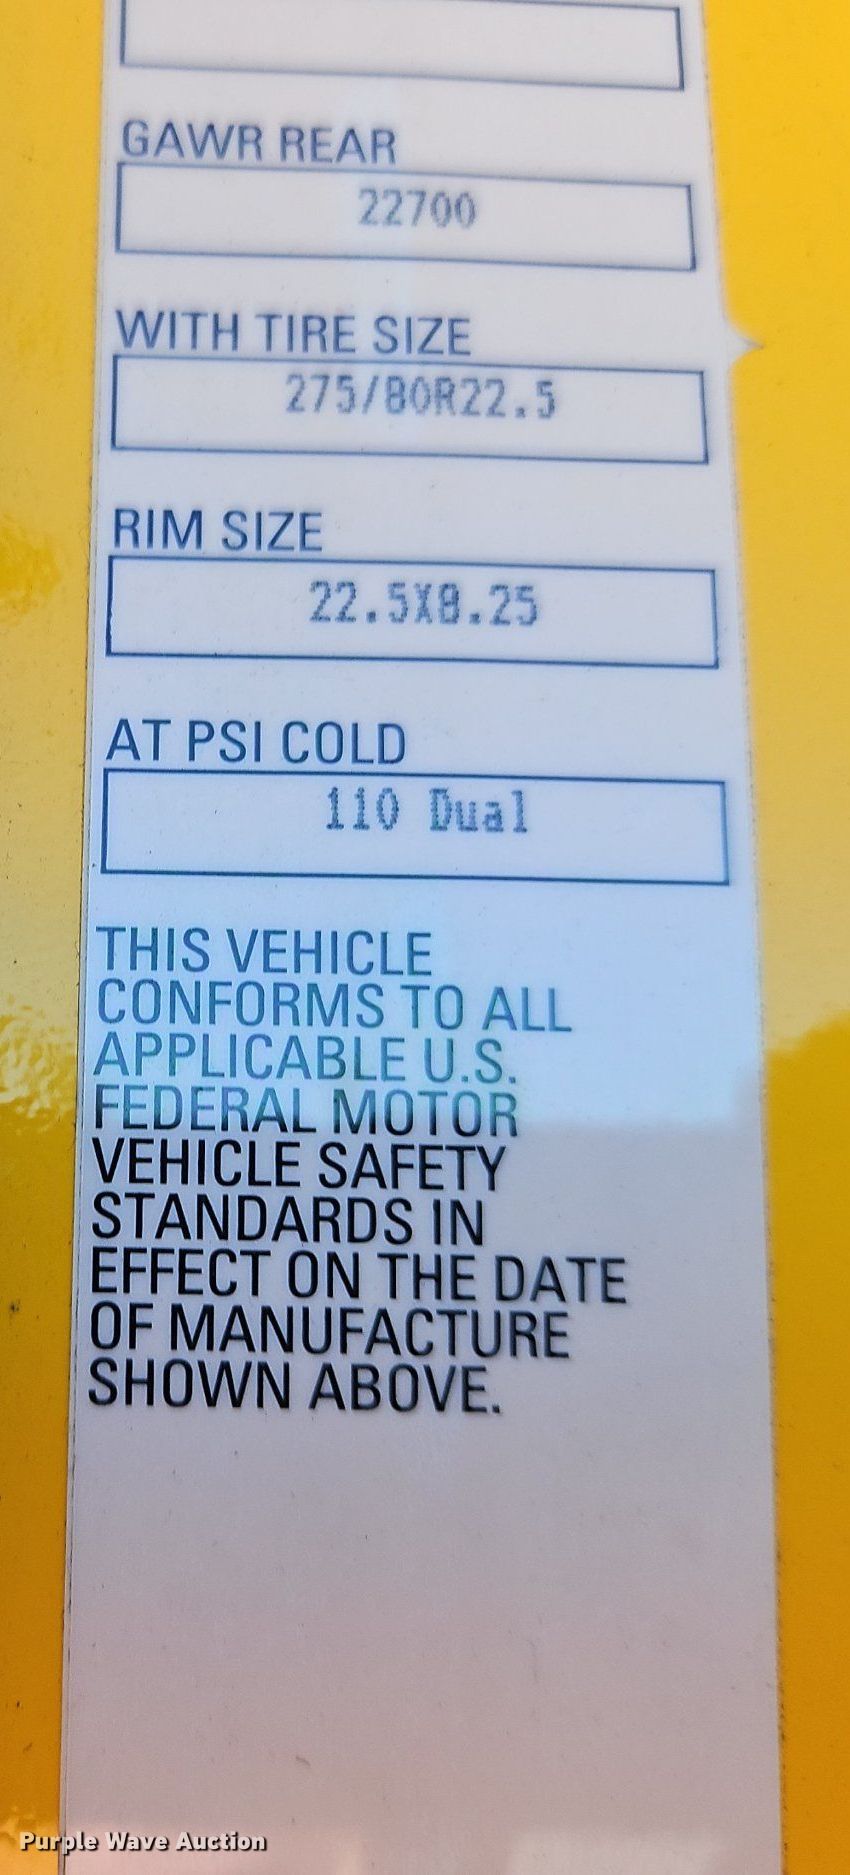 GAWR REAR
22700
WITH TIRE SIZE
275/80R22.5
RIM SIZE
22.5X8.25
AT PSI COLD
110 Dual
THIS VEHICLE
CONFORMS TO ALL
APPLICABLE U.S.
FEDERAL MOTOR
VEHICLE SAFETY
STANDARDS IN
EFFECT ON THE DATE
OF MANUFACTURE
SHOWN ABOVE.
Purple Wave Auction